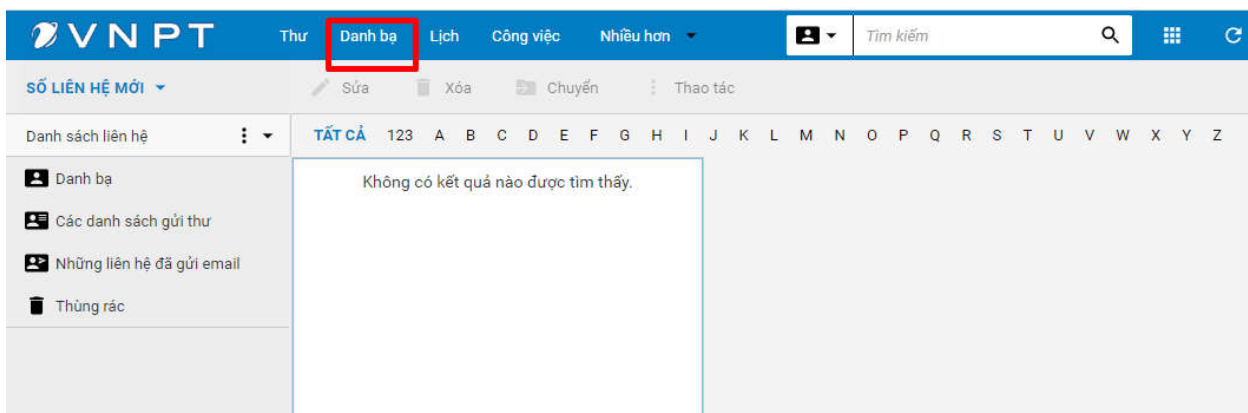 VNPT Thư Danh bạ Lịch Công việc Nhiều hơn Tìm kiếm
SỐ LIÊN HỆ MỚI Sửa Xóa Chuyển Thao tác
Danh sách liên hệ TẤT CẢ 123 A B C D E F G H I J K L M N O P Q R S T U V W X Y Z
Danh bạ
Không có kết quả nào được tìm thấy.
Các danh sách gửi thư
Những liên hệ đã gửi email
Thùng rác